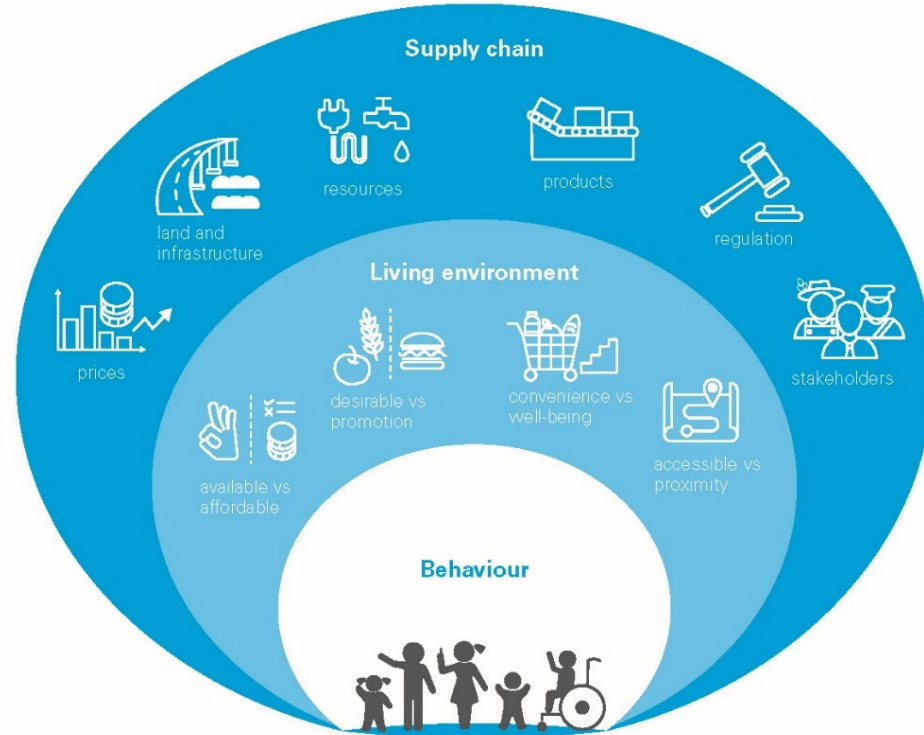 Supply chain
resources
products
land and
infrastructure
regulation
prices
stakeholders
Living environment
desirable vs
promotion
convenience vs
well-being
available vs
affordable
accessible vs
proximity
Behaviour